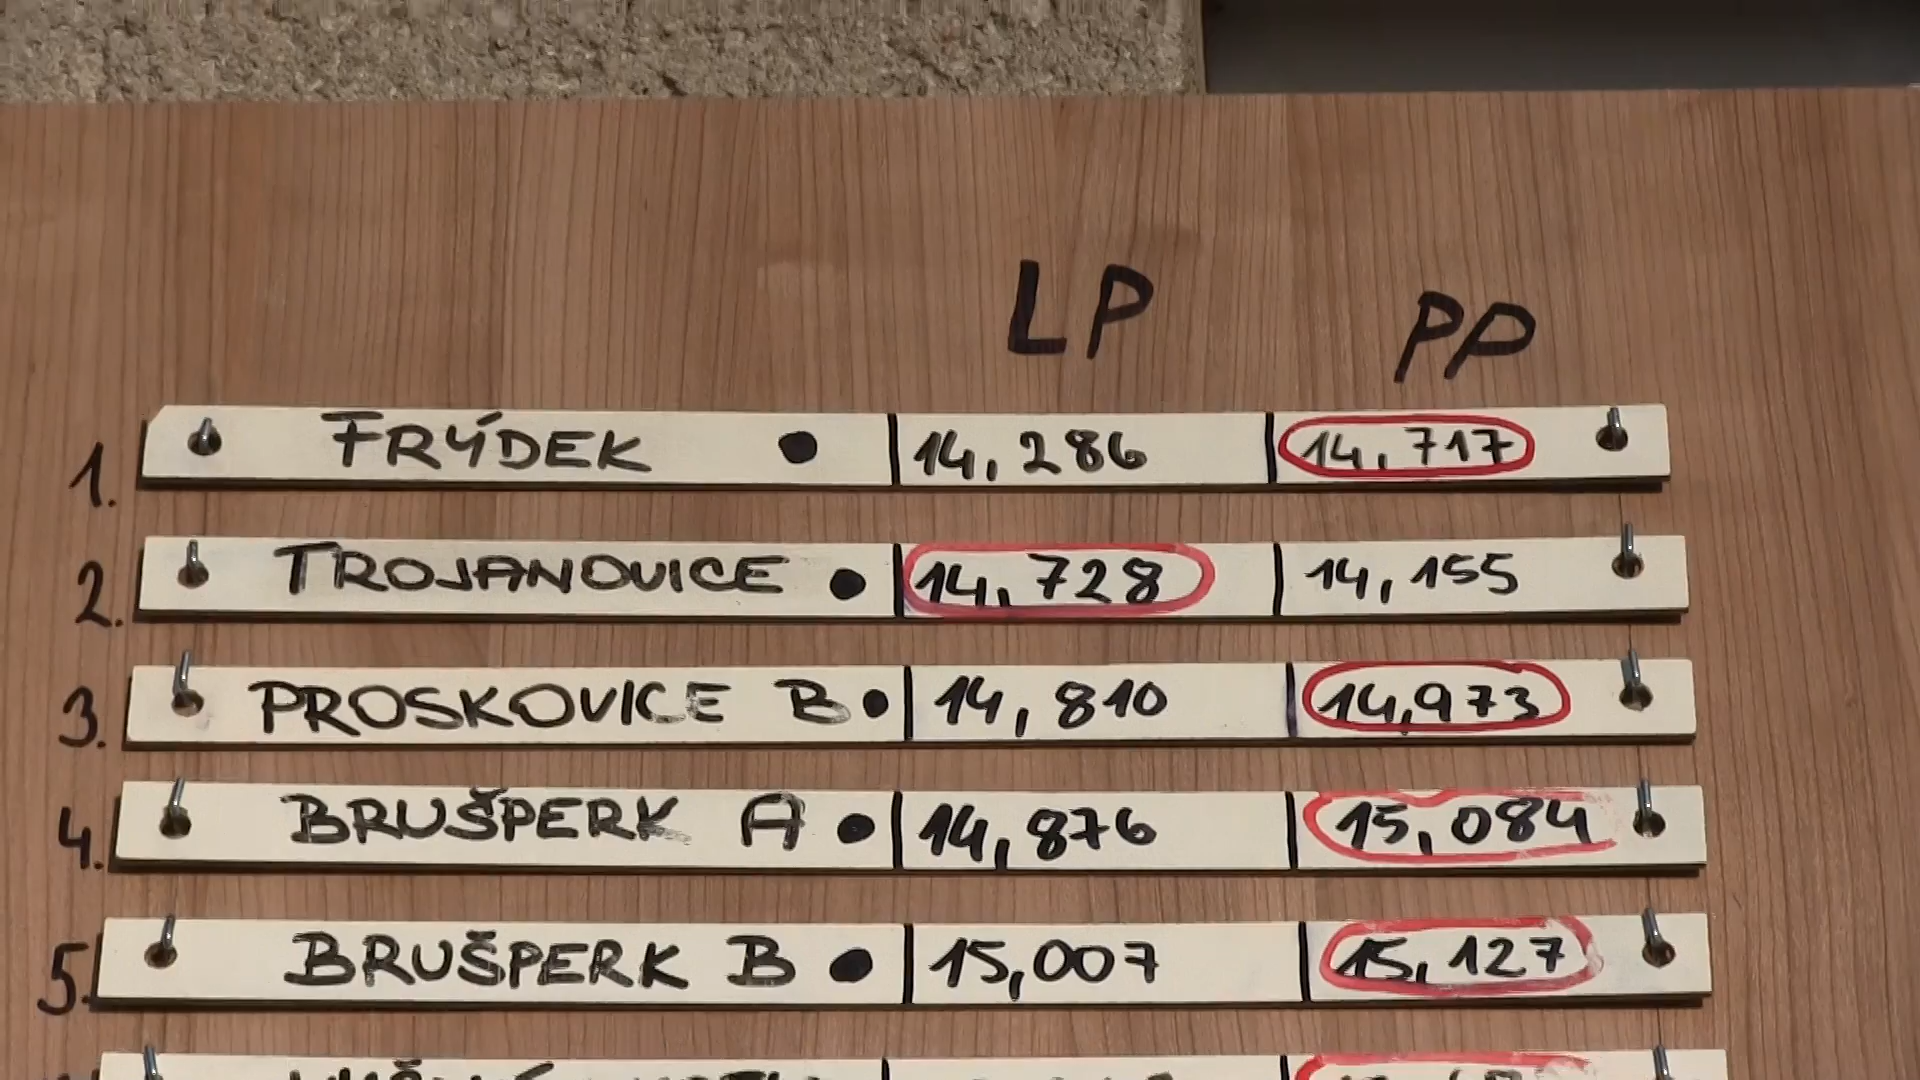 LP PP
1. FRÝDEK • 14,286 14,717
2. TROJANOVICE • 14,728 14,155
3. PROSKOVICE B • 14,810 14,973
4. BRUŠPERK A • 14,876 15,084
5. BRUŠPERK B • 15,007 15,127